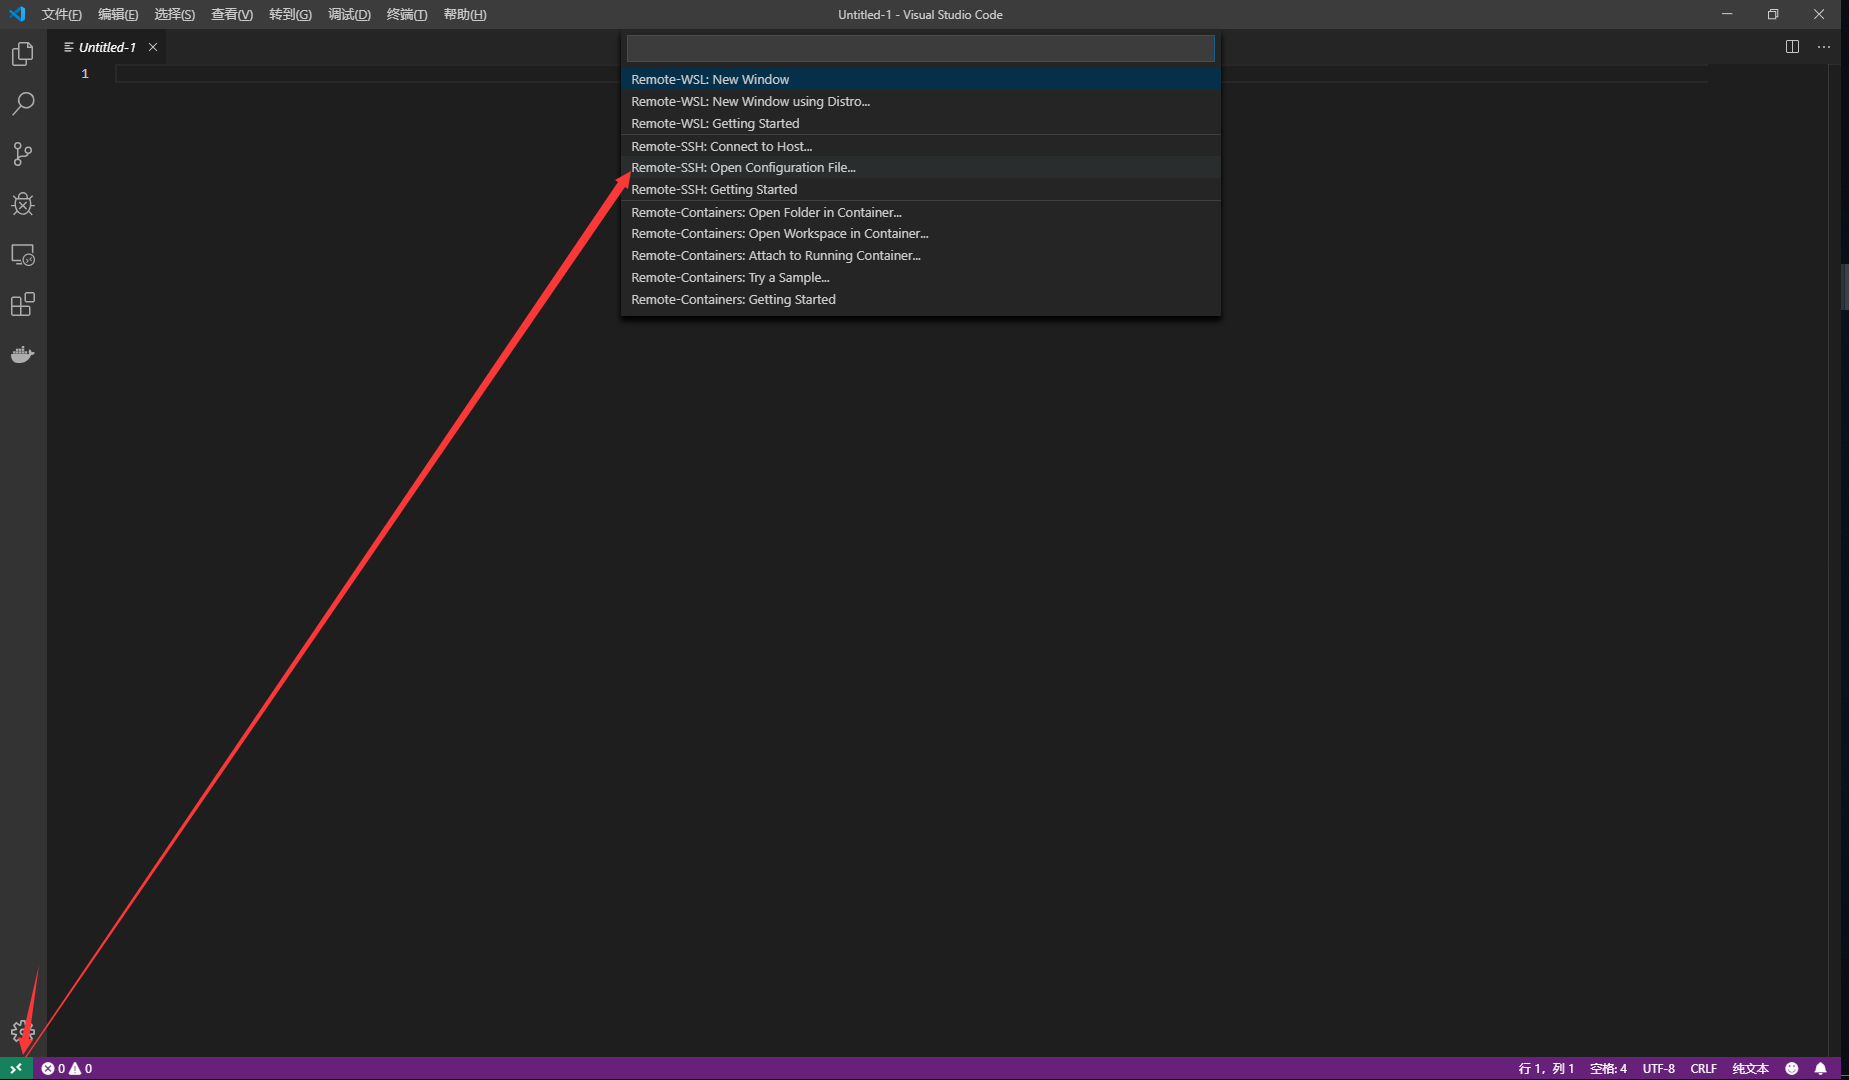 文件(F) 编辑(E) 选择(S) 查看(V) 转到(G) 调试(D) 终端(T) 帮助(H) Untitled-1 - Visual Studio Code
Untitled-1
1
Remote-WSL: New Window
Remote-WSL: New Window using Distro...
Remote-WSL: Getting Started
Remote-SSH: Connect to Host...
Remote-SSH: Open Configuration File...
Remote-SSH: Getting Started
Remote-Containers: Open Folder in Container...
Remote-Containers: Open Workspace in Container...
Remote-Containers: Attach to Running Container...
Remote-Containers: Try a Sample...
Remote-Containers: Getting Started
0 0 行 1，列 1 空格: 4 UTF-8 CRLF 纯文本